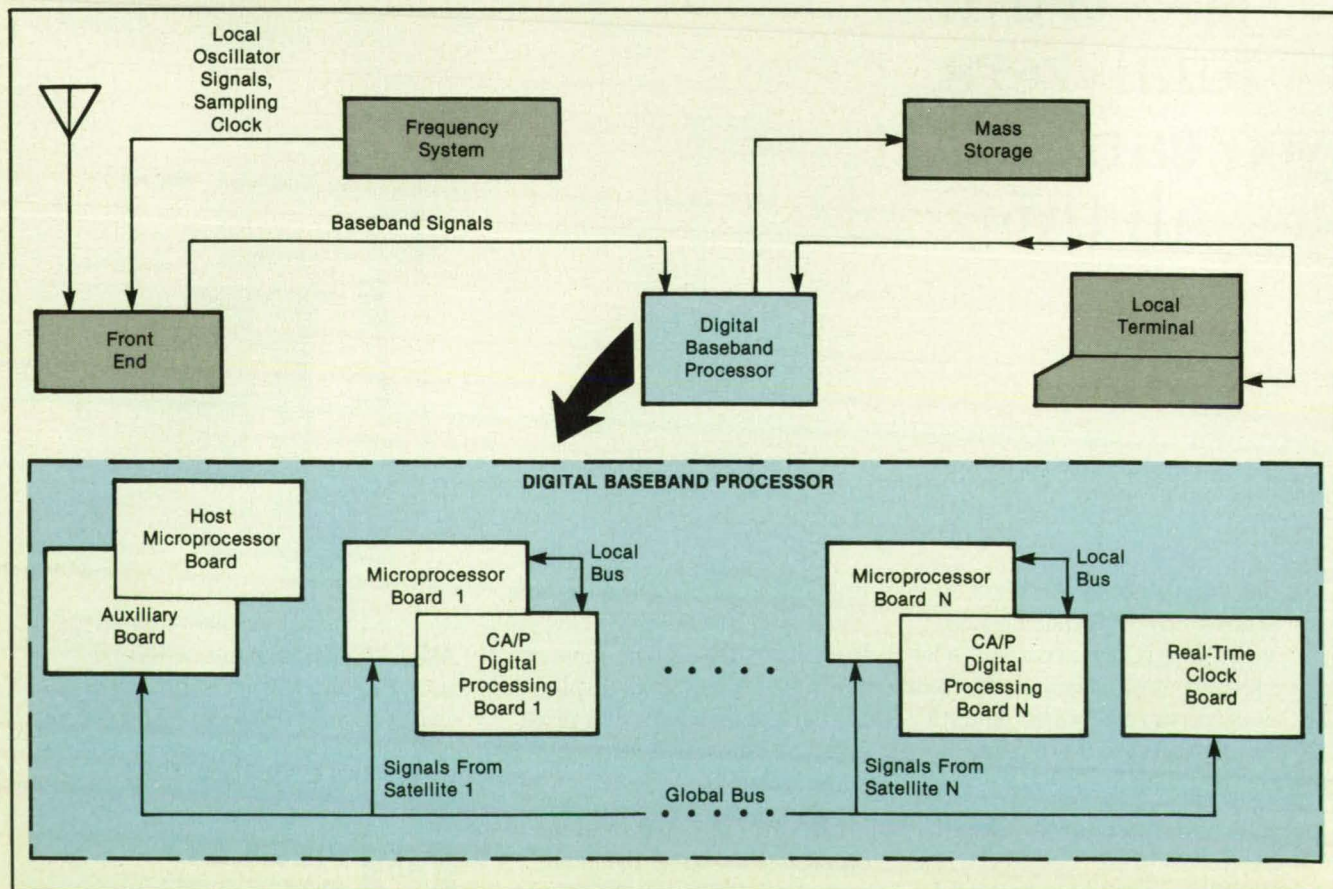 Local
Oscillator
Signals,
Sampling
Clock
Frequency
System
Mass
Storage
Baseband Signals
Front
End
Digital
Baseband
Processor
Local
Terminal
DIGITAL BASEBAND PROCESSOR
Host
Microprocessor
Board
Auxiliary
Board
Microprocessor
Board 1
Local
Bus
CA/P
Digital
Processing
Board 1
Microprocessor
Board N
Local
Bus
CA/P
Digital
Processing
Board N
Real-Time
Clock
Board
Signals From
Satellite 1
Global Bus
Signals From
Satellite N